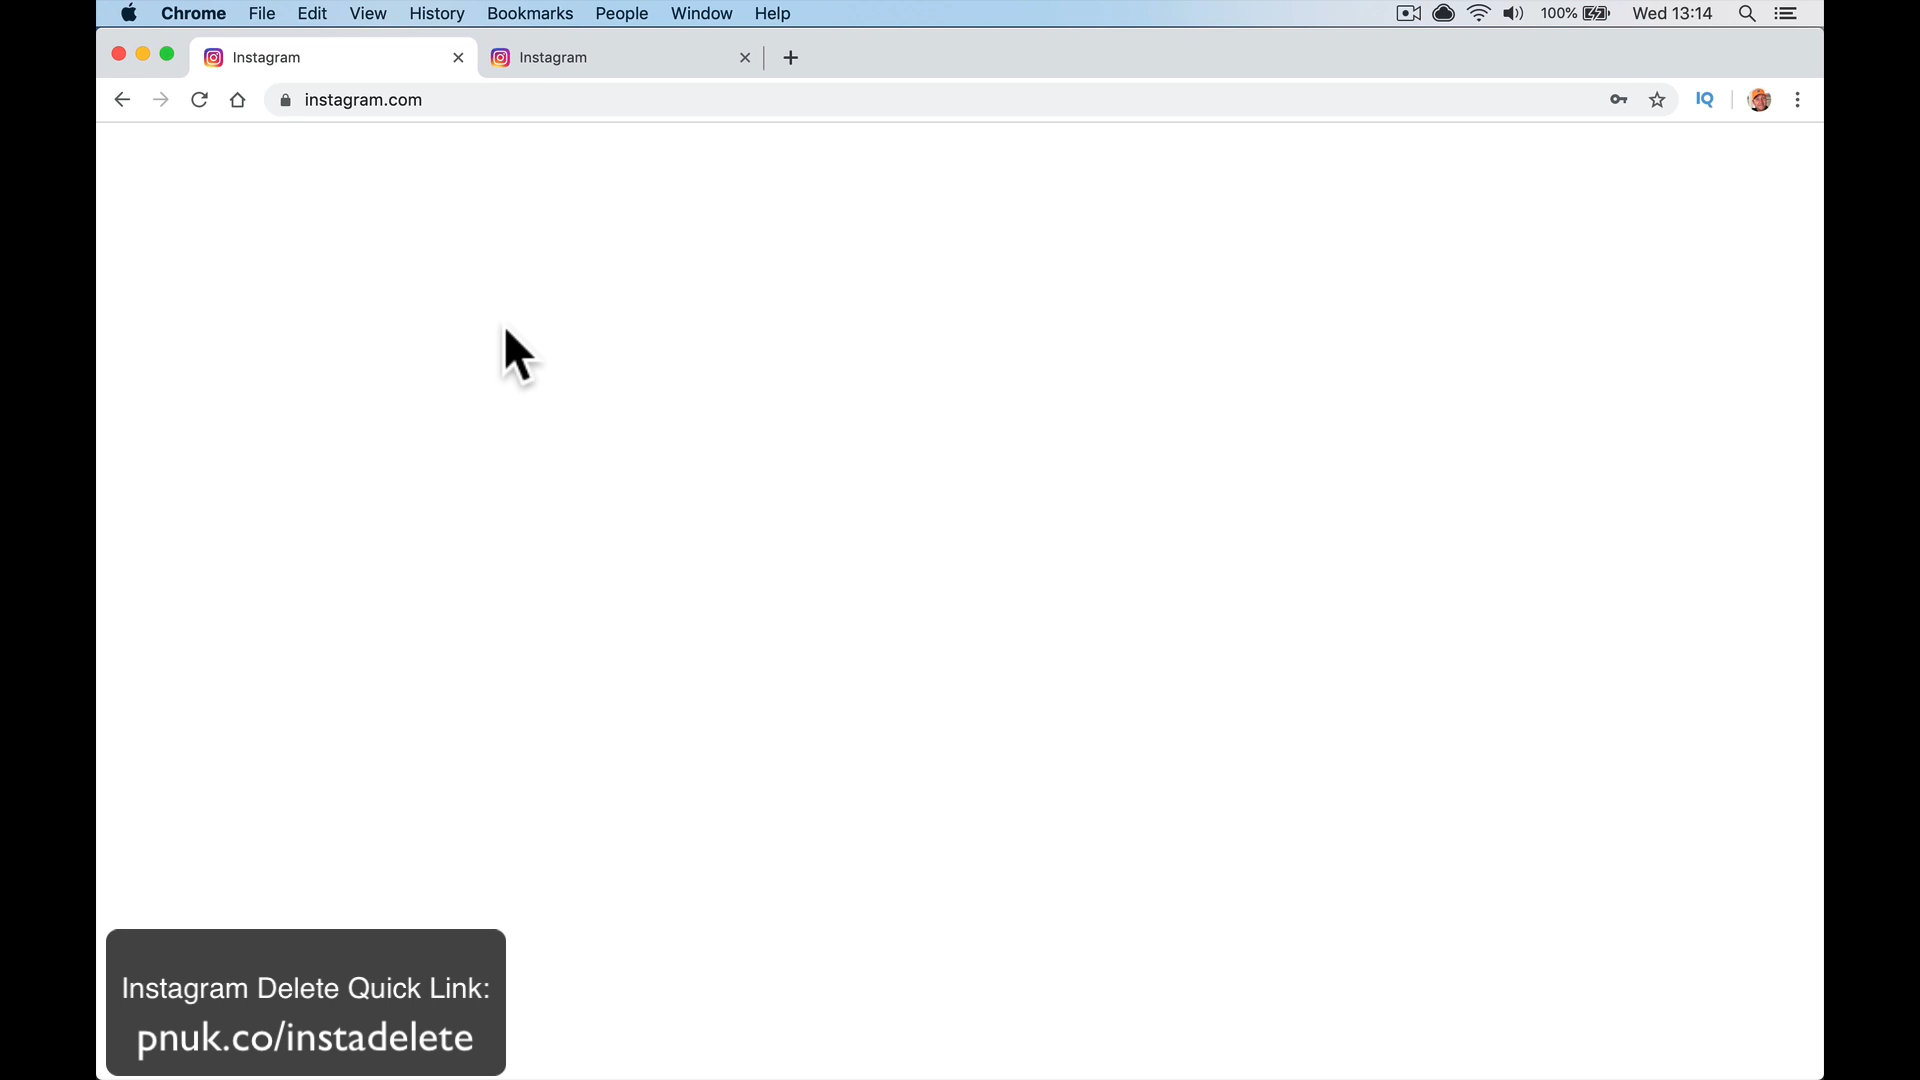 Chrome File Edit View History Bookmarks People Window Help 100% Wed 13:14
Instagram Instagram
instagram.com IQ
Instagram Delete Quick Link:
pnuk.co/instadelete